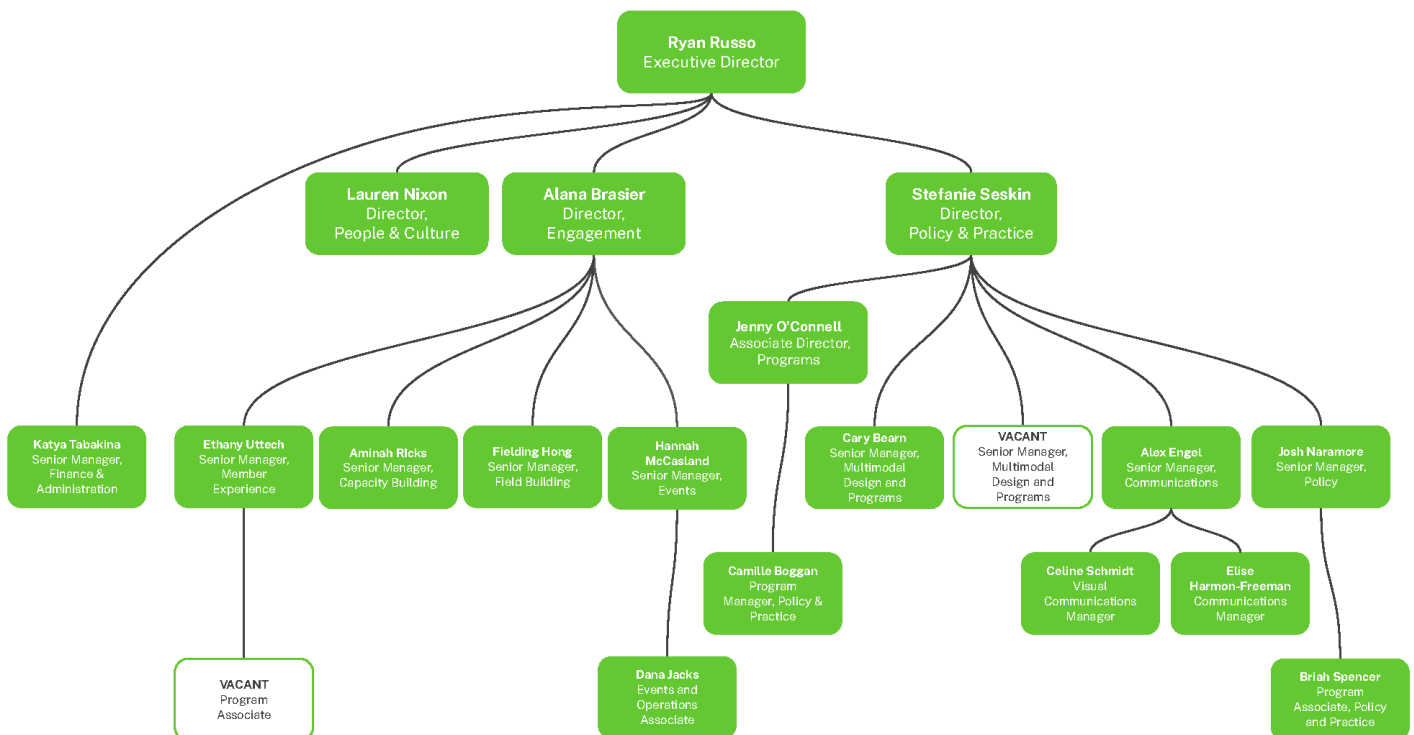 Ryan Russo
Executive Director
Lauren Nixon
Director,
People & Culture
Alana Brasier
Director,
Engagement
Stefanie Seskin
Director,
Policy & Practice
Jenny O'Connell
Associate Director,
Programs
Katya Tabakina
Senior Manager,
Finance &
Administration
Ethany Uttech
Senior Manager,
Member
Experience
Aminah Ricks
Senior Manager,
Capacity Building
Fielding Hong
Senior Manager,
Field Building
Hannah
McCasland
Senior Manager,
Events
Cary Bearn
Senior Manager,
Multimodal
Design and
Programs
VACANT
Senior Manager,
Multimodal
Design and
Programs
Alex Engel
Senior Manager,
Communications
Josh Naramore
Senior Manager,
Policy
Camille Boggan
Program
Manager, Policy &
Practice
Celine Schmidt
Visual
Communications
Manager
Elise
Harmon-Freeman
Communications
Manager
VACANT
Program
Associate
Dana Jacks
Events and
Operations
Associate
Briah Spencer
Program
Associate, Policy
and Practice